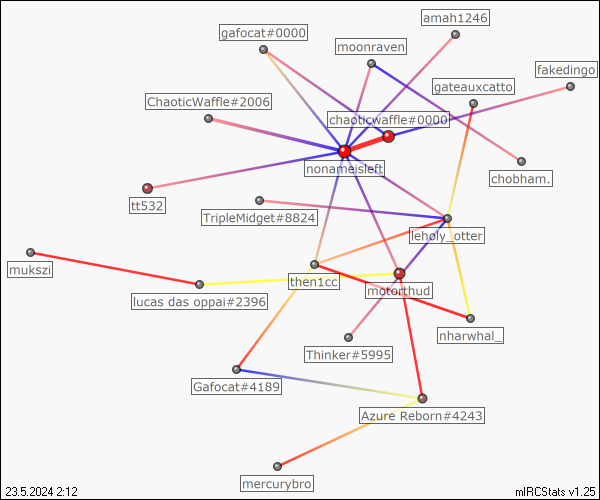 amah1246
gafocat#0000
moonraven
fakedingo
gateauxcatto
ChaoticWaffle#2006
chaoticwaffle#0000
nonameisleft
chobham.
tt532
TripleMidget#8824
leholy_otter
mukszi
then1cc
motorthud
lucas das oppai#2396
nharwhal_
Thinker#5995
Gafocat#4189
Azure Reborn#4243
mercurybro
23.5.2024 2:12
mIRCStats v1.25